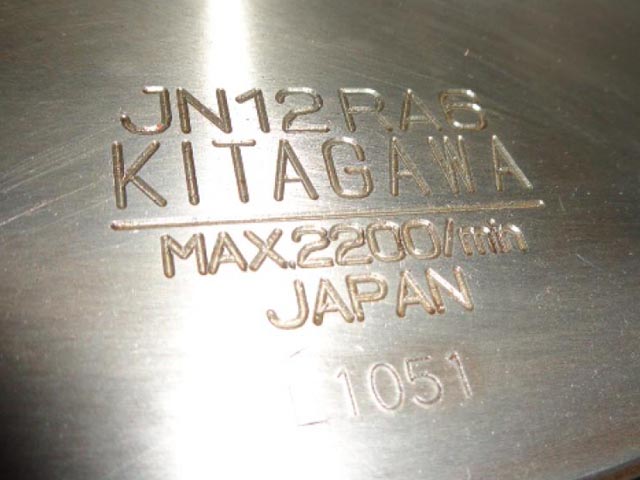 JN12RA6
KITAGAWA
MAX.2200/min
JAPAN
1051